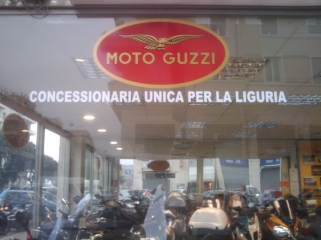 MOTO GUZZI
CONCESSIONARIA UNICA PER LA LIGURIA